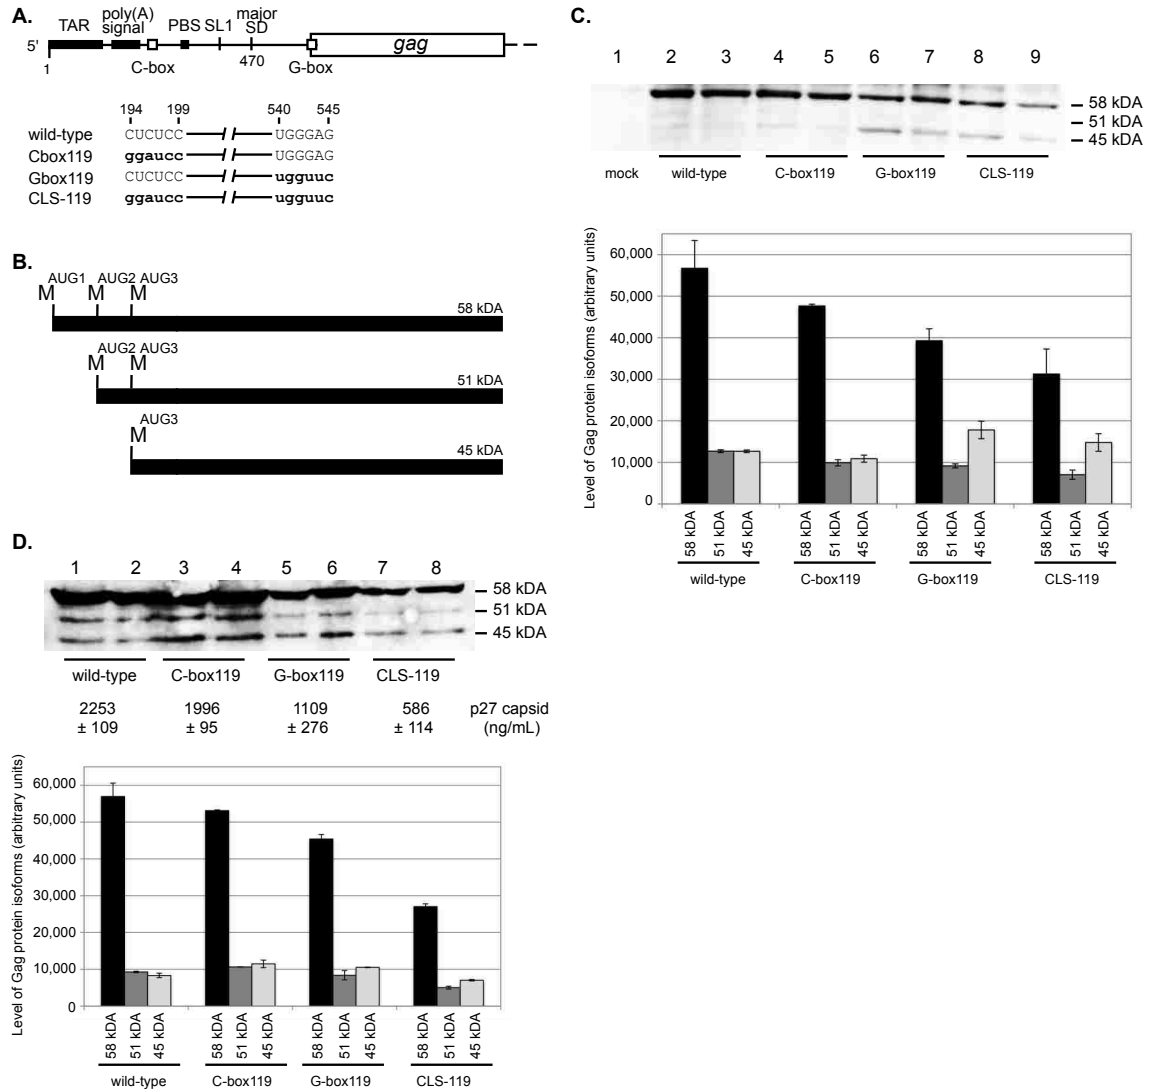 A.
TAR
poly(A)
signal
PBS SL1
major
SD
5'
gag
1
C-box
470
G-box
194 199 540 545
wild-type CUCUCC UGGGAG
Cbox119 ggaucc UGGGAG
Gbox119 CUCUCC ugguuc
CLS-119 ggaucc ugguuc
B.
AUG1 AUG2 AUG3
M M M
58 kDA
AUG2 AUG3
M M
51 kDA
AUG3
M
45 kDA
C.
1 2 3 4 5 6 7 8 9
58 kDA
51 kDA
45 kDA
mock wild-type C-box119 G-box119 CLS-119
Level of Gag protein isoforms (arbitrary units)
60,000
50,000
40,000
30,000
20,000
10,000
0
58 kDA 51 kDA 45 kDA 58 kDA 51 kDA 45 kDA 58 kDA 51 kDA 45 kDA 58 kDA 51 kDA 45 kDA
wild-type C-box119 G-box119 CLS-119
D.
1 2 3 4 5 6 7 8
58 kDA
51 kDA
45 kDA
wild-type C-box119 G-box119 CLS-119
2253 1996 1109 586 p27 capsid
± 109 ± 95 ± 276 ± 114 (ng/mL)
Level of Gag protein isoforms (arbitrary units)
60,000
50,000
40,000
30,000
20,000
10,000
0
58 kDA 51 kDA 45 kDA 58 kDA 51 kDA 45 kDA 58 kDA 51 kDA 45 kDA 58 kDA 51 kDA 45 kDA
wild-type C-box119 G-box119 CLS-119